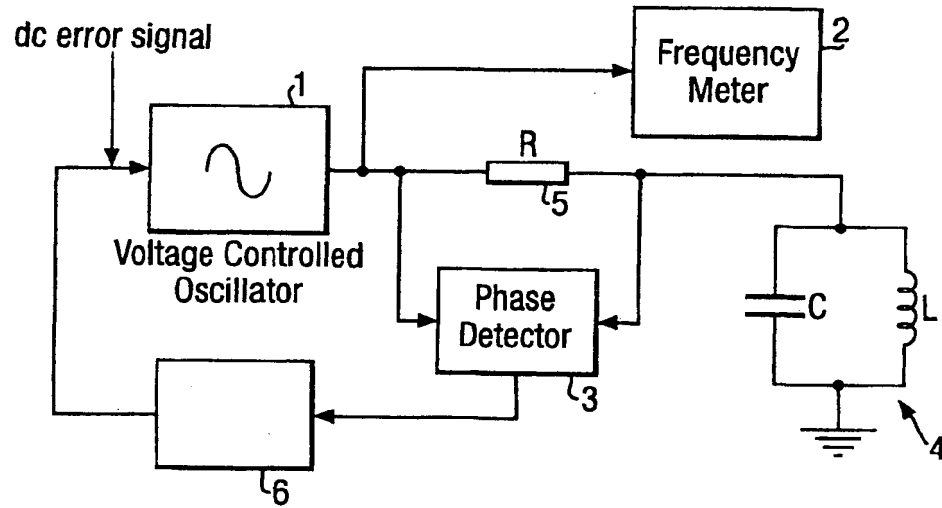 dc error signal
1
Frequency
Meter
2
R
5
Voltage Controlled
Oscillator
Phase
Detector
3
C
L
4
6